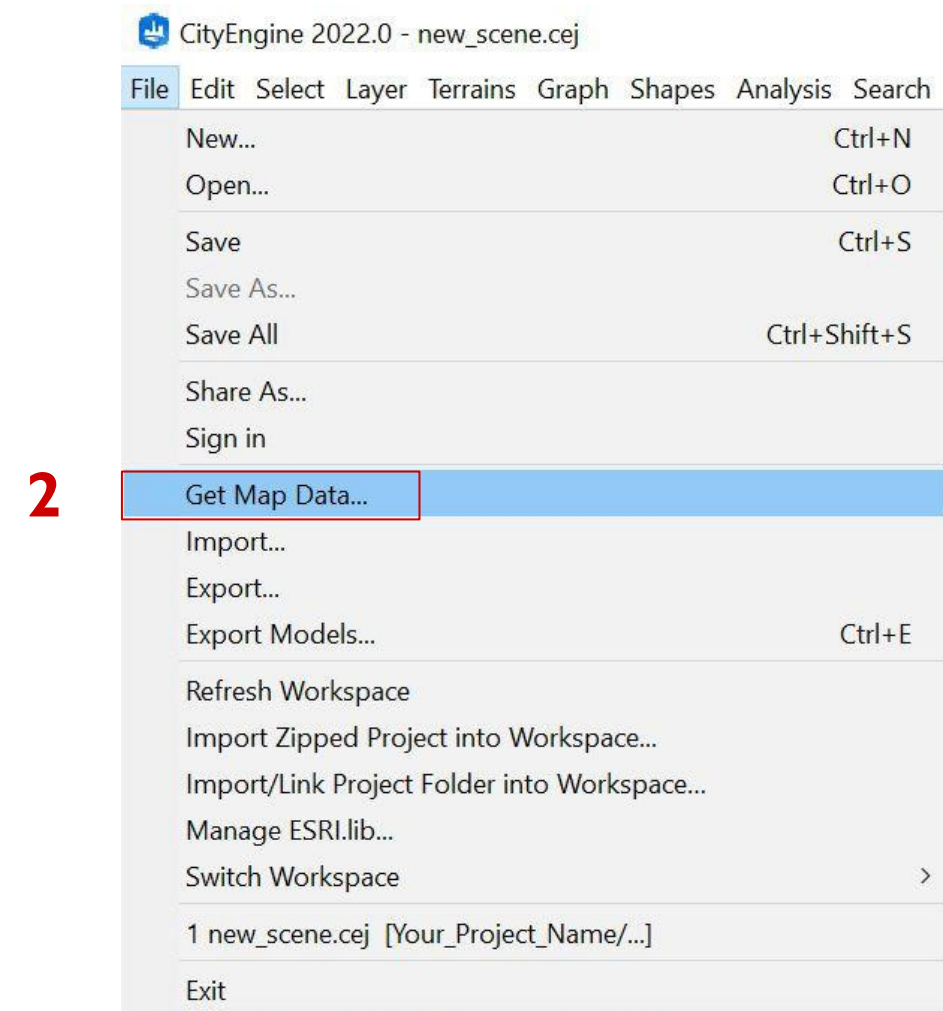 CityEngine 2022.0 - new_scene.cej
File Edit Select Layer Terrains Graph Shapes Analysis Search
New... Ctrl+N
Open... Ctrl+O
Save Ctrl+S
Save As...
Save All Ctrl+Shift+S
Share As...
Sign in
2 Get Map Data...
Import...
Export...
Export Models... Ctrl+E
Refresh Workspace
Import Zipped Project into Workspace...
Import/Link Project Folder into Workspace...
Manage ESRI.lib...
Switch Workspace >
1 new_scene.cej [Your_Project_Name/...]
Exit